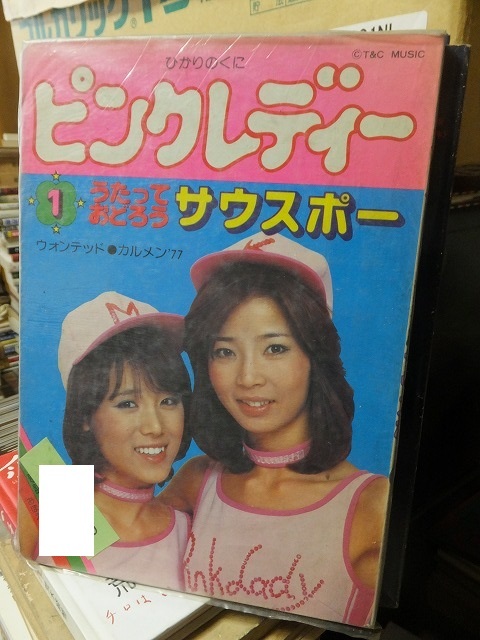 ひかりのくに
©T&C MUSIC
ピンクレディー
1
うたって
おどろう
サウスポー
ウォンテッド●カルメン'77
M
PinkLady